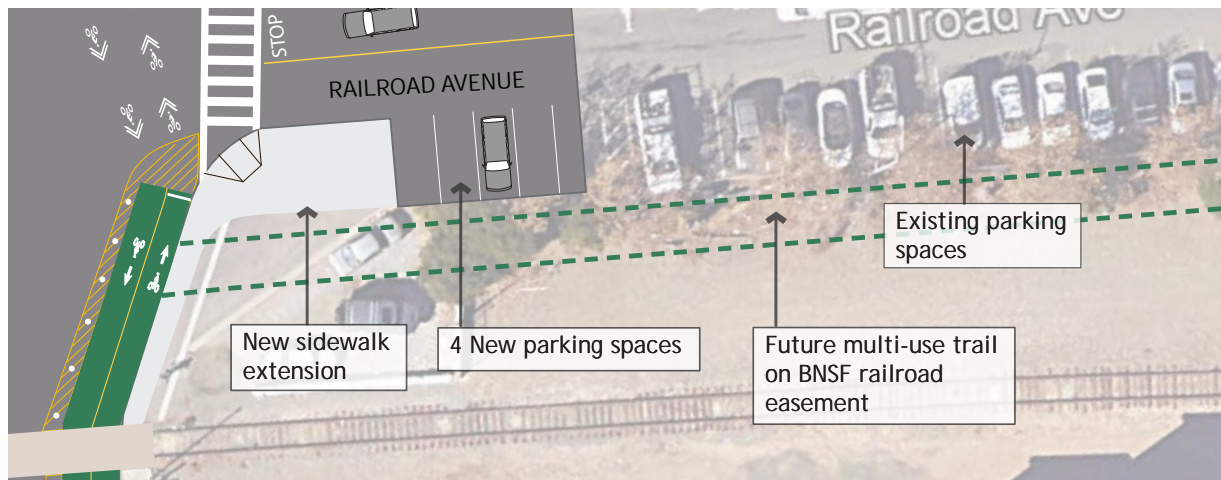 STOP
RAILROAD AVENUE
Railroad Ave
Existing parking
spaces
New sidewalk
extension
4 New parking spaces
Future multi-use trail
on BNSF railroad
easement